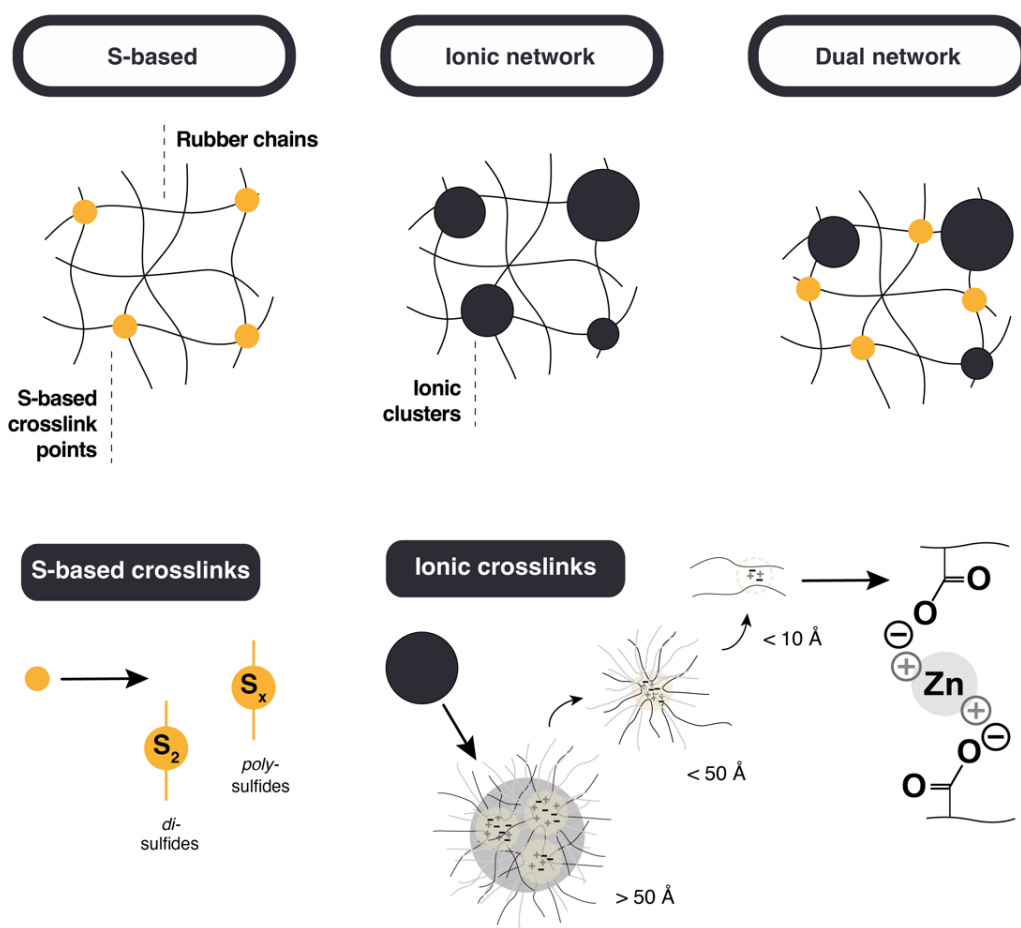 S-based
Ionic network
Dual network
Rubber chains
S-based
crosslink
points
Ionic
clusters
S-based crosslinks
Ionic crosslinks
S₂
di-
sulfides
Sₓ
poly-
sulfides
> 50 Å
< 50 Å
< 10 Å
O
O
Zn
O
O